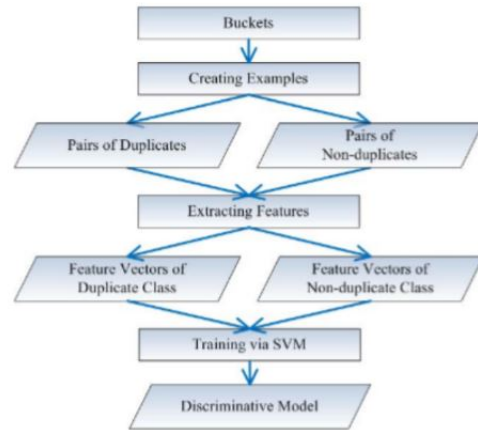 Buckets
Creating Examples
Pairs of Duplicates
Pairs of
Non-duplicates
Extracting Features
Feature Vectors of
Duplicate Class
Feature Vectors of
Non-duplicate Class
Training via SVM
Discriminative Model